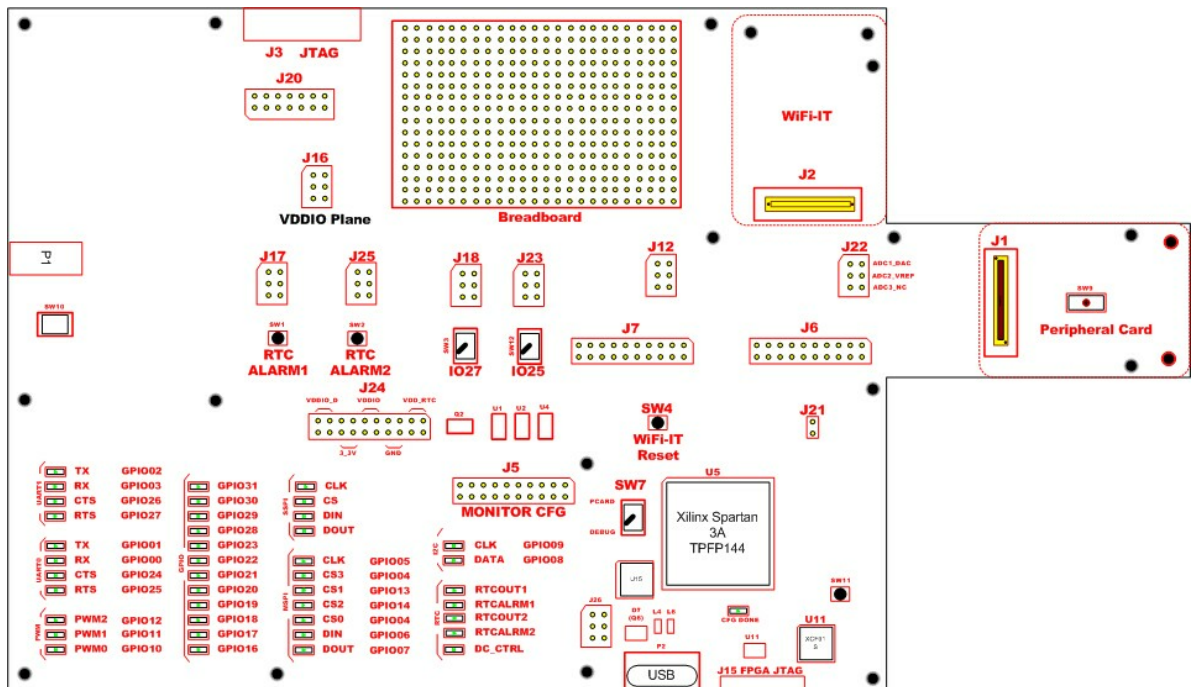 J3 JTAG
J20
WiFi-IT
J16
J2
VDDIO Plane
Breadboard
P1
J17
J25
J18
J23
J12
J22
J1
ADC1_DAC
ADC2_VREF
ADC3_NC
SW9
SW10
Peripheral Card
SW1
SW2
SW3
SW12
J7
J6
RTC
ALARM1
RTC
ALARM2
IO27
IO25
J24
VDDIO_D
VDDIO
VDD_RTC
3_3V
GND
Q2
U1
U2
U4
SW4
WiFi-IT
Reset
J21
J5
MONITOR CFG
SW7
PCARD
DEBUG
U5
Xilinx Spartan
3A
TPFP144
UART1
TX GPIO02
RX GPIO03
CTS GPIO26
RTS GPIO27
UART0
TX GPIO01
RX GPIO00
CTS GPIO24
RTS GPIO25
PWM
PWM2 GPIO12
PWM1 GPIO11
PWM0 GPIO10
GPIO
GPIO31
GPIO30
GPIO29
GPIO28
GPIO23
GPIO22
GPIO21
GPIO20
GPIO19
GPIO18
GPIO17
GPIO16
SSPI
CLK
CS
DIN
DOUT
MSPI
CLK GPIO05
CS3 GPIO04
CS1 GPIO13
CS2 GPIO14
CS0 GPIO04
DIN GPIO06
DOUT GPIO07
I2C
CLK GPIO09
DATA GPIO08
RTC
RTCOUT1
RTCALRM1
RTCOUT2
RTCALRM2
DC_CTRL
U15
SW11
J26
D7
L4
CFG DONE
U11
U11
P2
USB
J15 FPGA JTAG